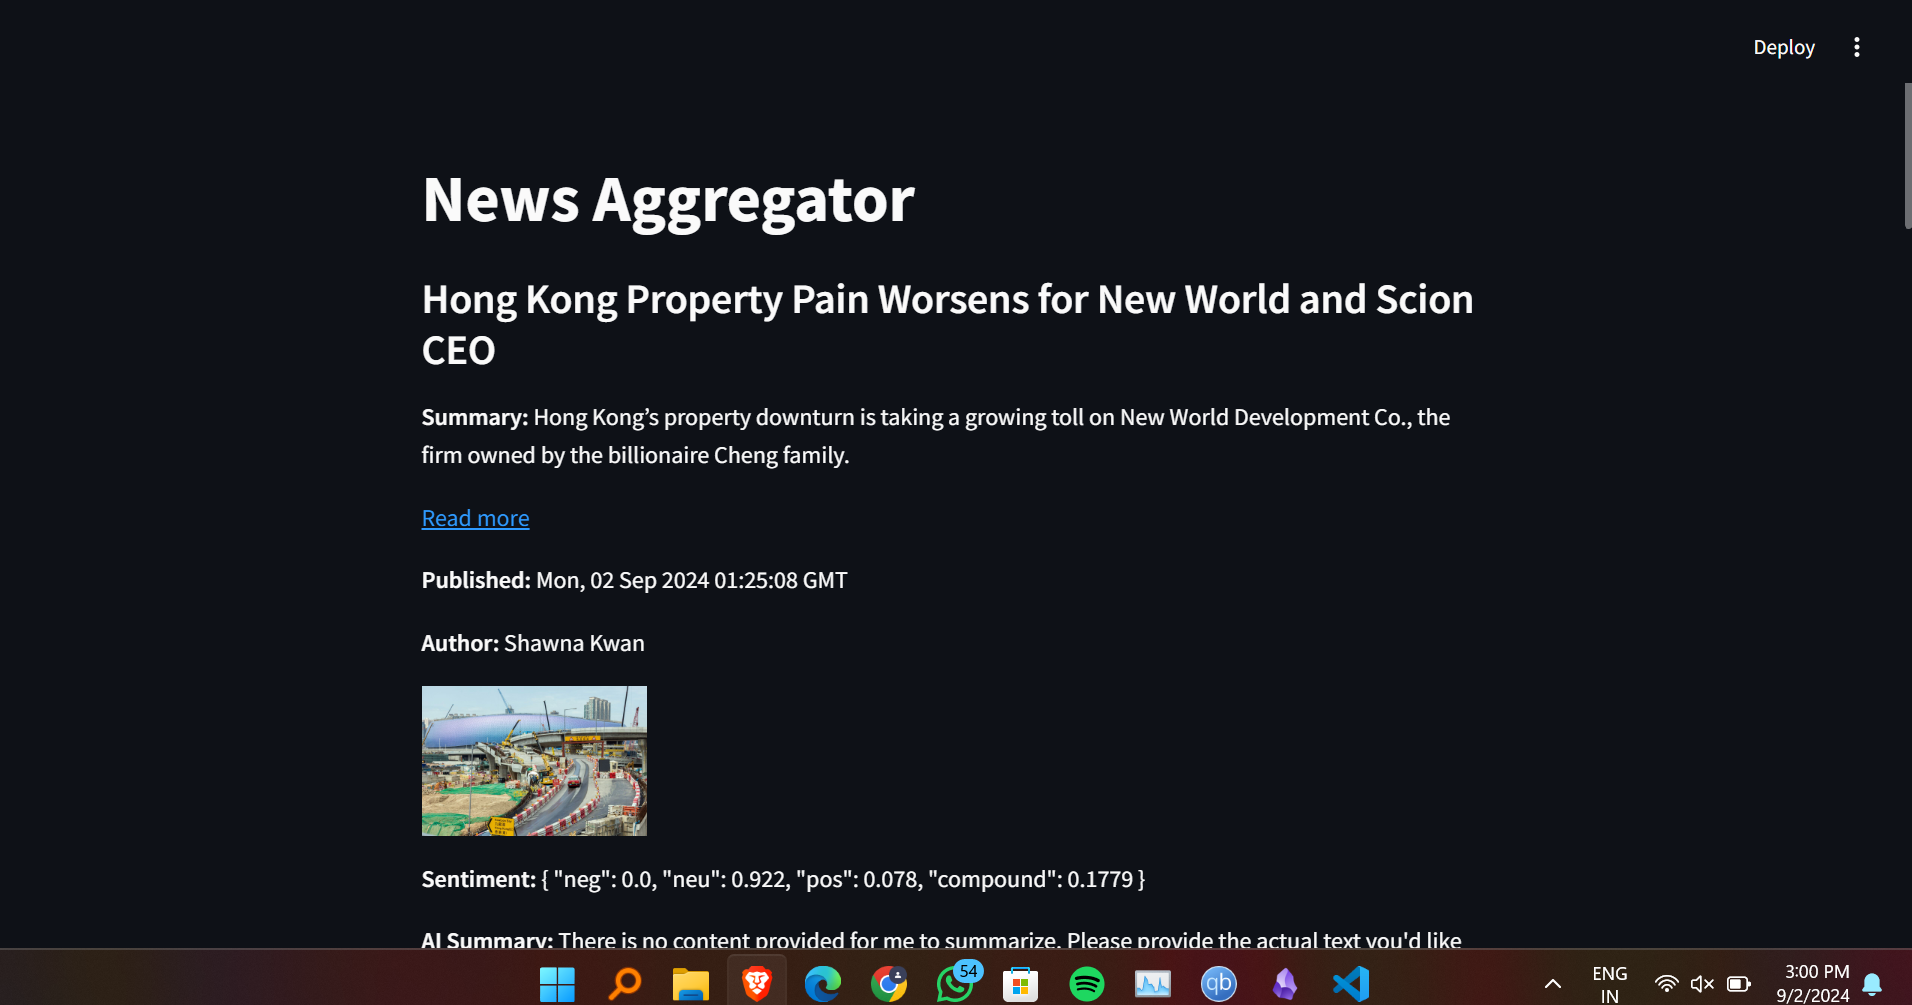 Deploy
News Aggregator
Hong Kong Property Pain Worsens for New World and Scion
CEO
Summary: Hong Kong’s property downturn is taking a growing toll on New World Development Co., the
firm owned by the billionaire Cheng family.
Read more
Published: Mon, 02 Sep 2024 01:25:08 GMT
Author: Shawna Kwan
Sentiment: { "neg": 0.0, "neu": 0.922, "pos": 0.078, "compound": 0.1779 }
AI Summary: There is no content provided for me to summarize. Please provide the actual text you'd like
54
qb
ENG
IN
3:00 PM
9/2/2024